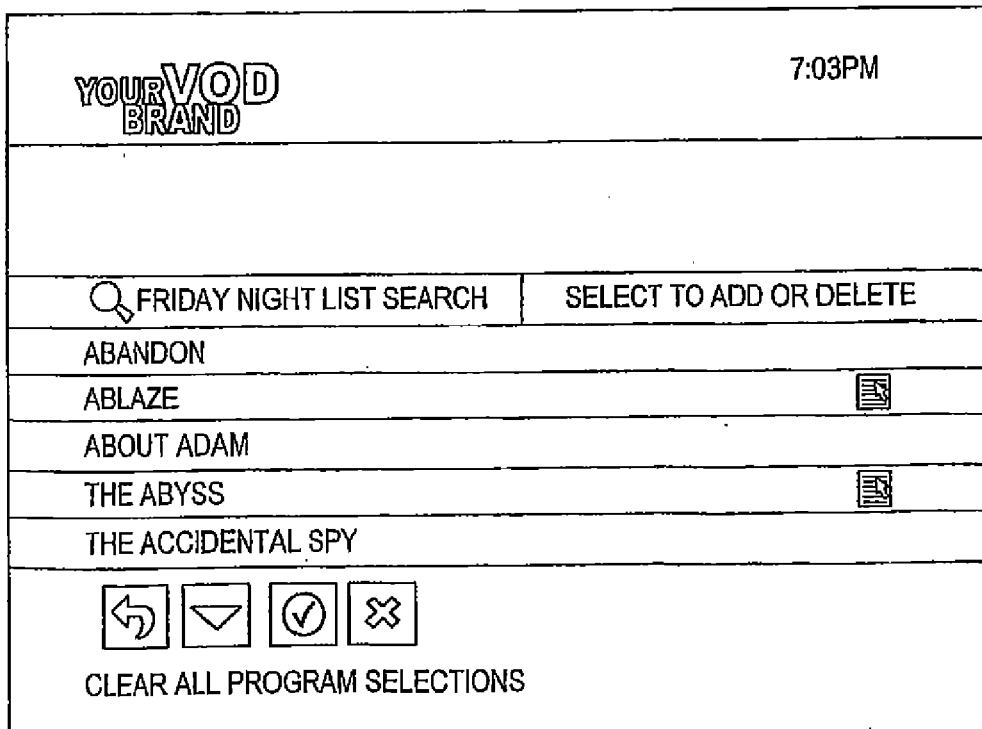 YOUR VOD
BRAND
7:03PM
FRIDAY NIGHT LIST SEARCH
SELECT TO ADD OR DELETE
ABANDON
ABLAZE
ABOUT ADAM
THE ABYSS
THE ACCIDENTAL SPY
CLEAR ALL PROGRAM SELECTIONS